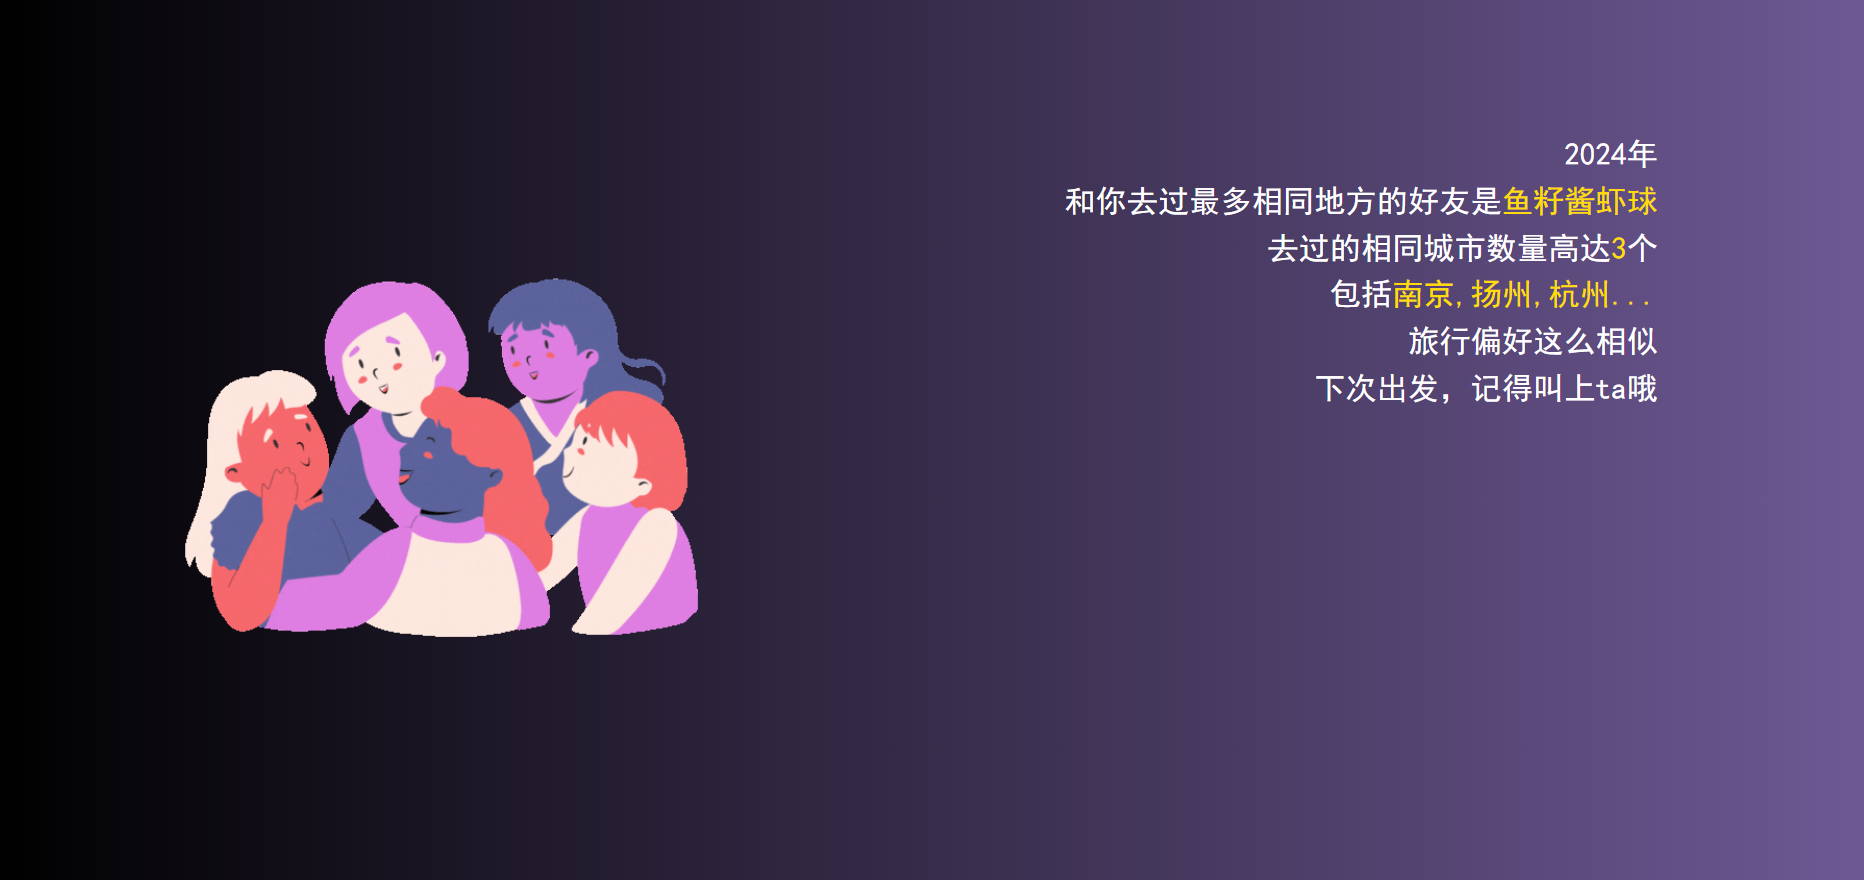 2024年
和你去过最多相同地方的好友是鱼籽酱虾球
去过的相同城市数量高达3个
包括南京,扬州,杭州...
旅行偏好这么相似
下次出发，记得叫上ta哦